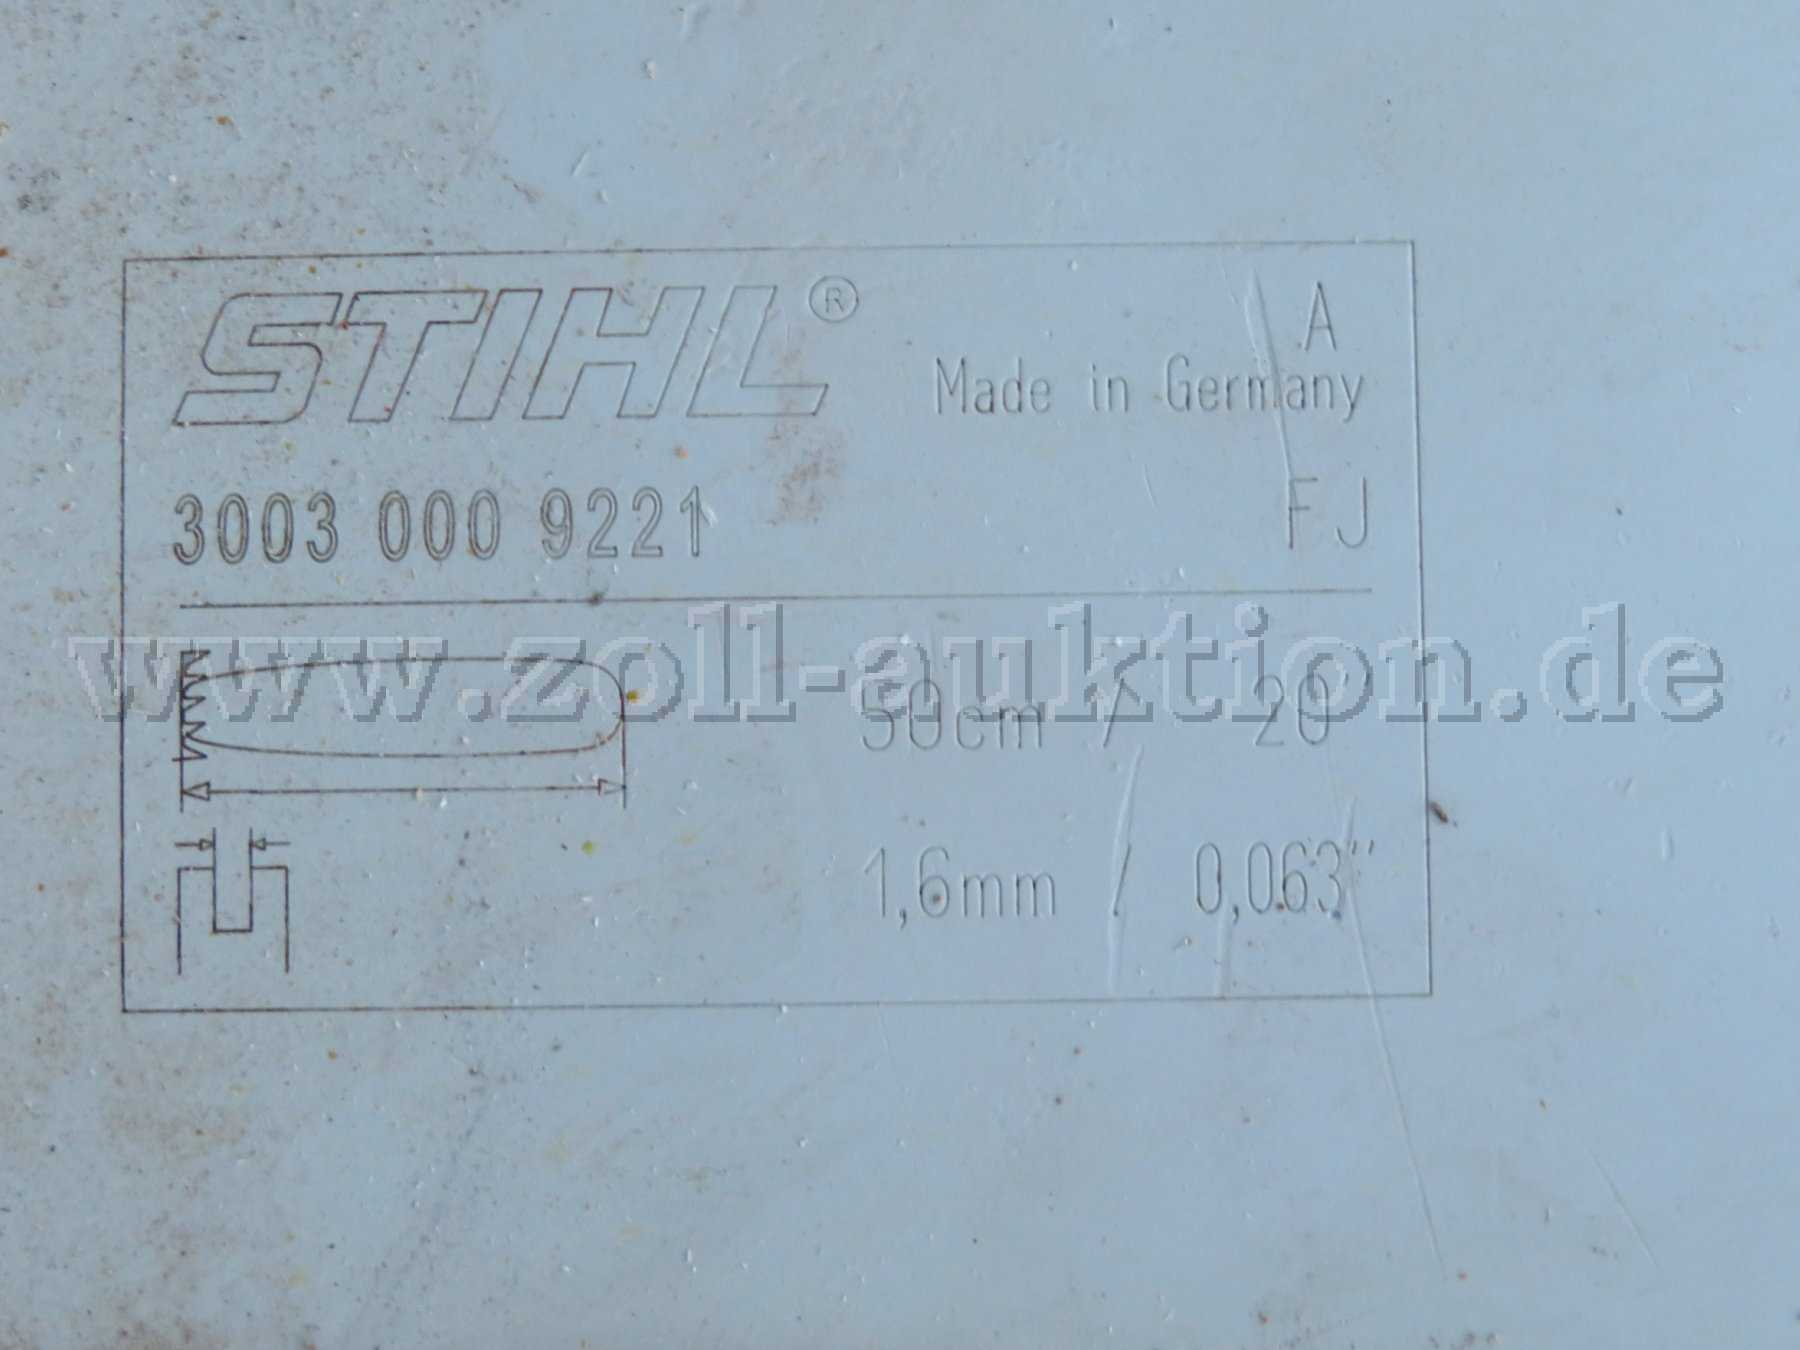 STIHL®
A
Made in Germany
3003 000 9221
FJ
www.zoll-auktion.de
50cm / 20"
1,6mm / 0,063"